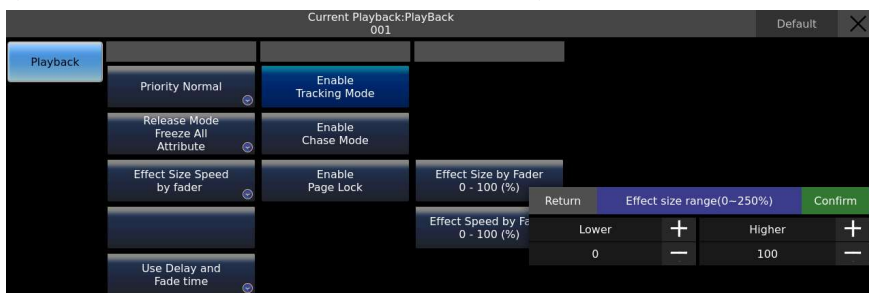 Current Playback:PlayBack
001
Default
Playback
Priority Normal
Enable
Tracking Mode
Release Mode
Freeze All
Attribute
Enable
Chase Mode
Effect Size Speed
by fader
Enable
Page Lock
Effect Size by Fader
0 - 100 (%)
Return
Effect size range(0~250%)
Confirm
Effect Speed by Fa
0 - 100 (%)
Lower
+
Higher
+
0
—
100
—
Use Delay and
Fade time